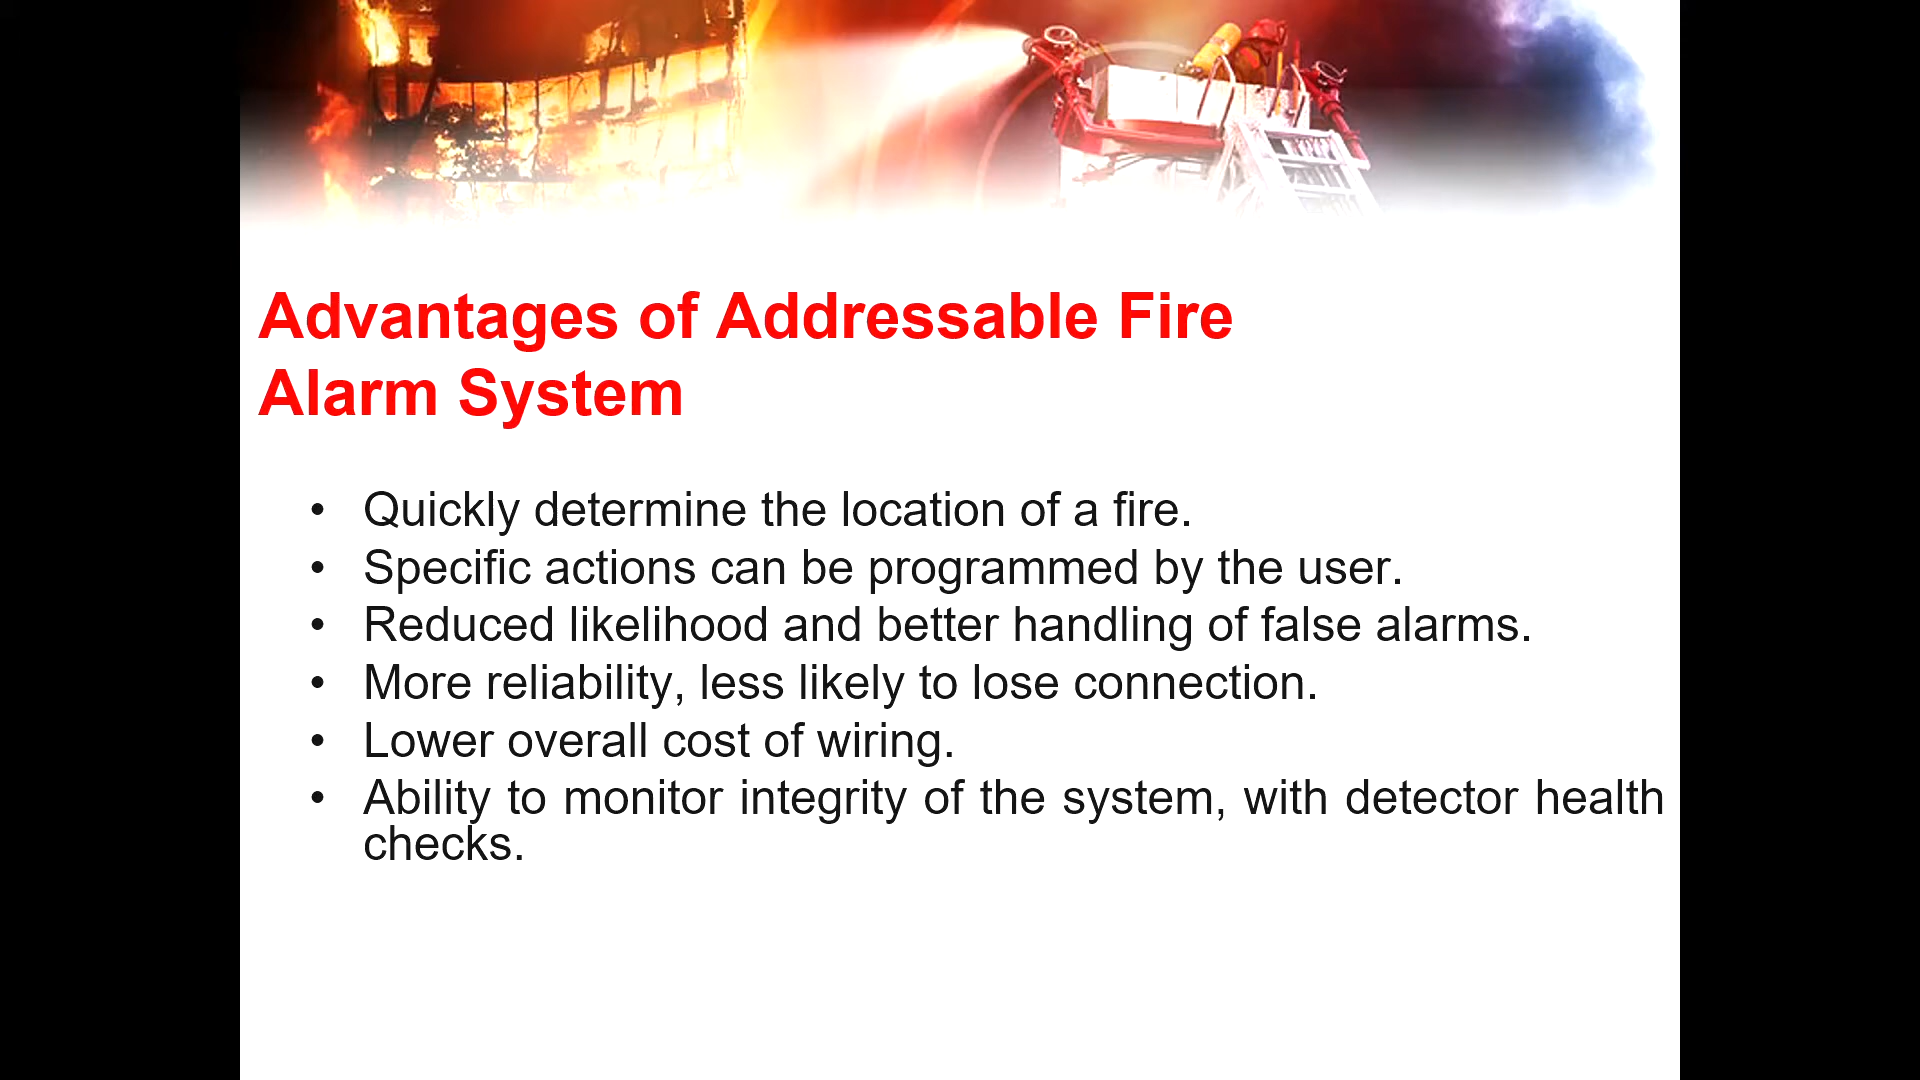 Advantages of Addressable Fire
Alarm System
• Quickly determine the location of a fire.
• Specific actions can be programmed by the user.
• Reduced likelihood and better handling of false alarms.
• More reliability, less likely to lose connection.
• Lower overall cost of wiring.
• Ability to monitor integrity of the system, with detector health
checks.